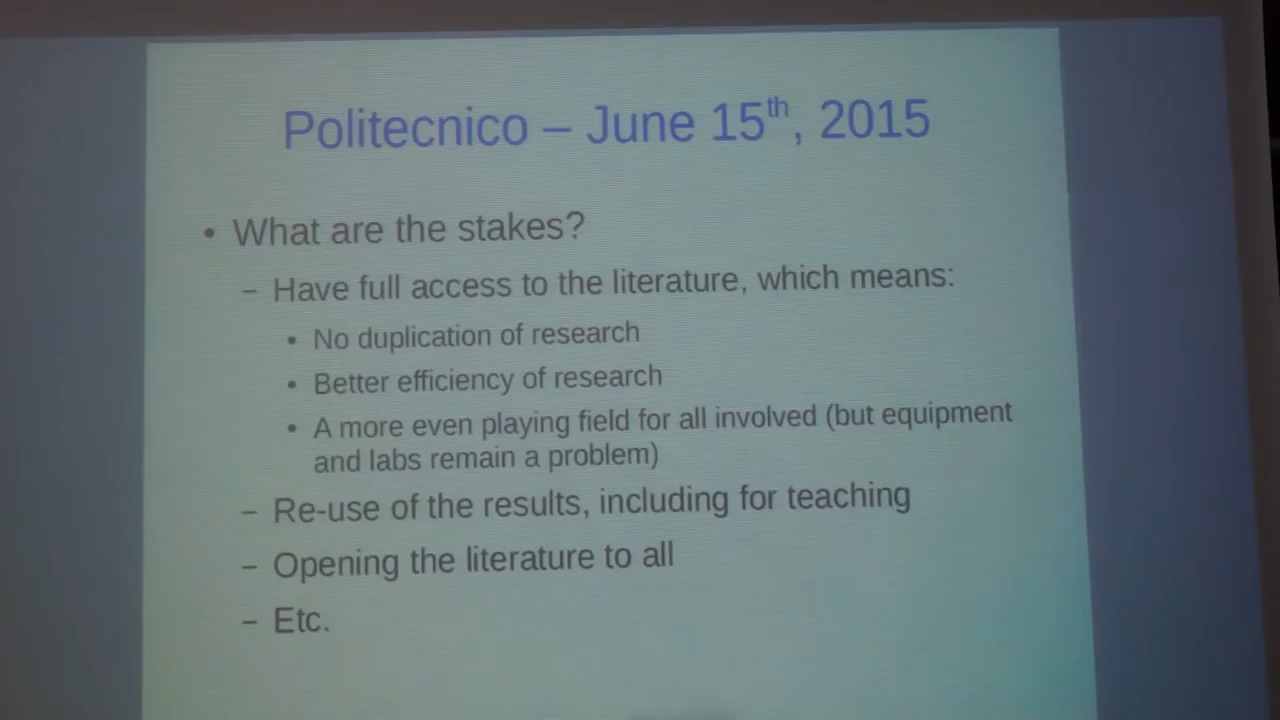 Politecnico – June 15th, 2015
• What are the stakes?
– Have full access to the literature, which means:
• No duplication of research
• Better efficiency of research
• A more even playing field for all involved (but equipment
and labs remain a problem)
– Re-use of the results, including for teaching
– Opening the literature to all
– Etc.